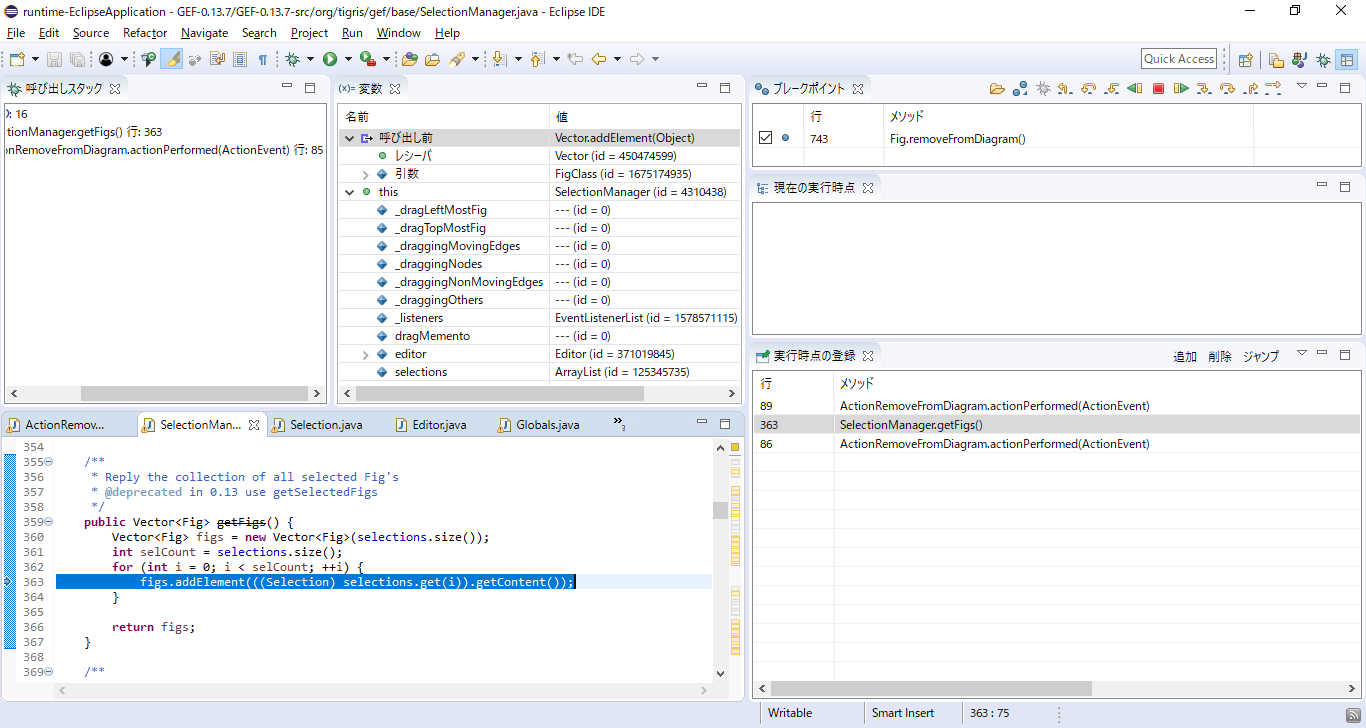 runtime-EclipseApplication - GEF-0.13.7/GEF-0.13.7-src/org/tigris/gef/base/SelectionManager.java - Eclipse IDE
File Edit Source Refactor Navigate Search Project Run Window Help
Quick Access
呼び出しスタック
: 16
tionManager.getFigs() 行: 363
nRemoveFromDiagram.actionPerformed(ActionEvent) 行: 85
(x)= 変数
名前 値
呼び出し前 Vector.addElement(Object)
レシーバ Vector (id = 450474599)
引数 FigClass (id = 1675174935)
this SelectionManager (id = 4310438)
_dragLeftMostFig --- (id = 0)
_dragTopMostFig --- (id = 0)
_draggingMovingEdges --- (id = 0)
_draggingNodes --- (id = 0)
_draggingNonMovingEdges --- (id = 0)
_draggingOthers --- (id = 0)
_listeners EventListenerList (id = 1578571115)
dragMemento --- (id = 0)
editor Editor (id = 371019845)
selections ArrayList (id = 125345735)
ブレークポイント
行 メソッド
743 Fig.removeFromDiagram()
現在の実行時点
実行時点の登録
追加 削除 ジャンプ
行 メソッド
89 ActionRemoveFromDiagram.actionPerformed(ActionEvent)
363 SelectionManager.getFigs()
86 ActionRemoveFromDiagram.actionPerformed(ActionEvent)
ActionRemov... SelectionMan... Selection.java Editor.java Globals.java »3
354
355 /**
356 * Reply the collection of all selected Fig's
357 * @deprecated in 0.13 use getSelectedFigs
358 */
359 public Vector<Fig> getFigs() {
360 Vector<Fig> figs = new Vector<Fig>(selections.size());
361 int selCount = selections.size();
362 for (int i = 0; i < selCount; ++i) {
363 figs.addElement(((Selection) selections.get(i)).getContent());
364 }
365
366 return figs;
367 }
368
369 /**
Writable Smart Insert 363 : 75